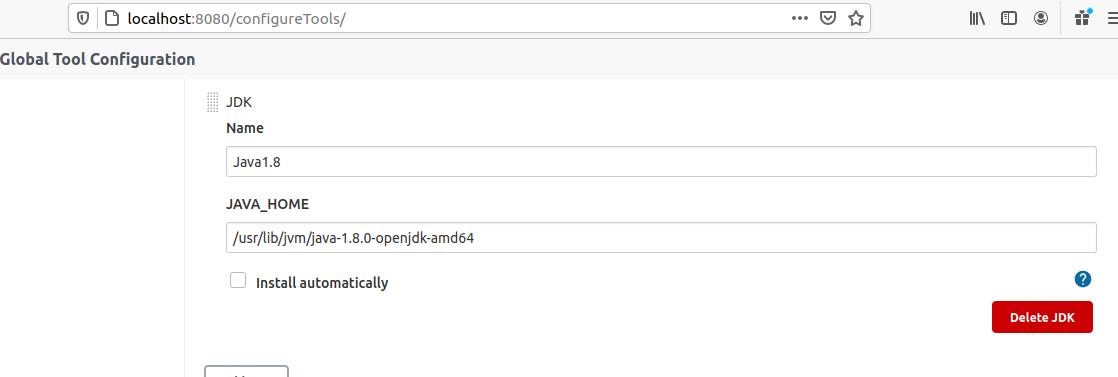 localhost:8080/configureTools/
Global Tool Configuration
JDK
Name
Java1.8
JAVA_HOME
/usr/lib/jvm/java-1.8.0-openjdk-amd64
Install automatically
?
Delete JDK